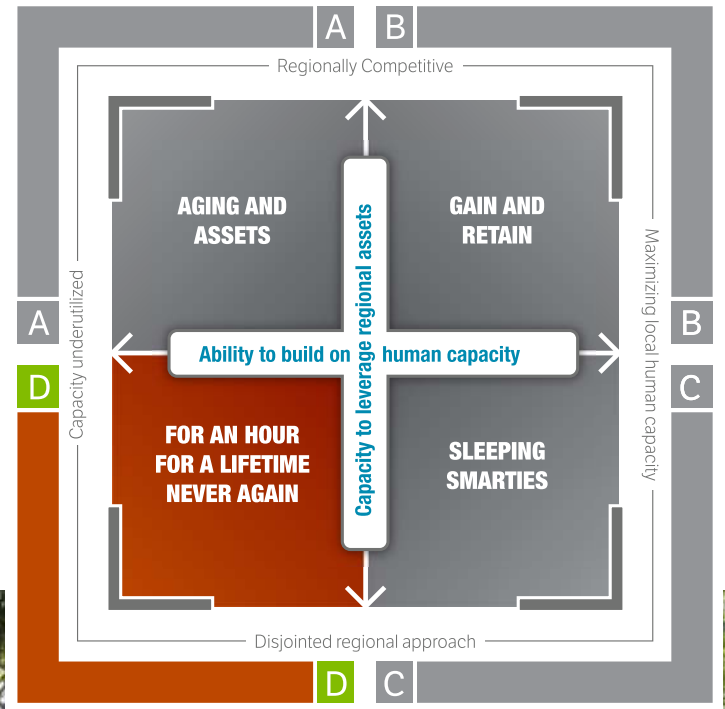 A B
Regionally Competitive
AGING AND
ASSETS
GAIN AND
RETAIN
Capacity to leverage regional assets
Ability to build on human capacity
Capacity underutilized
Maximizing local human capacity
A
B
D
C
FOR AN HOUR
FOR A LIFETIME
NEVER AGAIN
SLEEPING
SMARTIES
Disjointed regional approach
D C